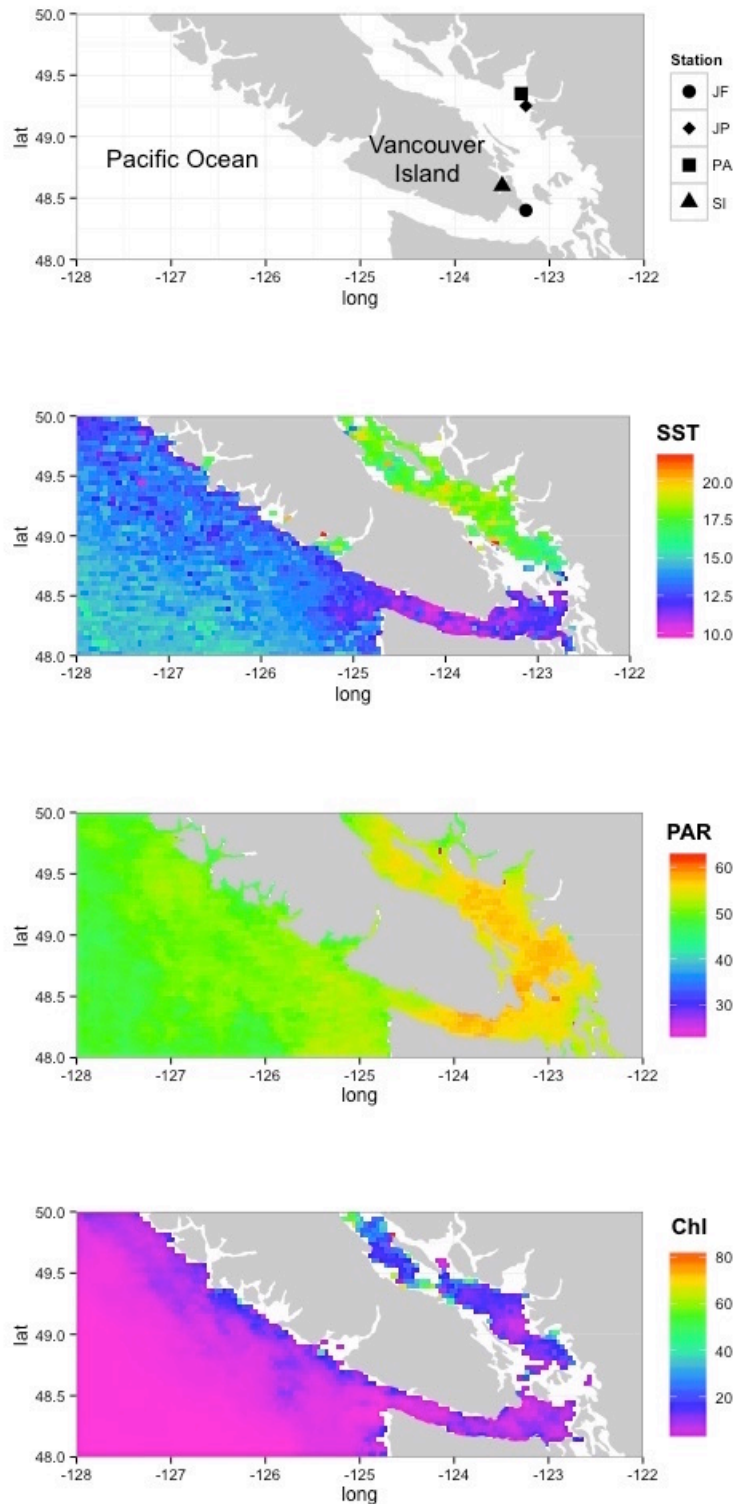 50.0
49.5
49.0
48.5
48.0
lat
Pacific Ocean
Vancouver
Island
-128 -127 -126 -125 -124 -123 -122
long
Station
JF
JP
PA
SI
50.0
49.5
49.0
48.5
48.0
lat
-128 -127 -126 -125 -124 -123 -122
long
SST
20.0
17.5
15.0
12.5
10.0
50.0
49.5
49.0
48.5
48.0
lat
-128 -127 -126 -125 -124 -123 -122
long
PAR
60
50
40
30
50.0
49.5
49.0
48.5
48.0
lat
-128 -127 -126 -125 -124 -123 -122
long
Chl
80
60
40
20